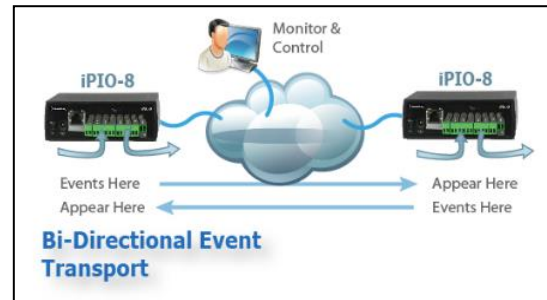 Monitor &
Control
iPIO-8
iPIO-8
Events Here
Appear Here
Appear Here
Events Here
Bi-Directional Event
Transport